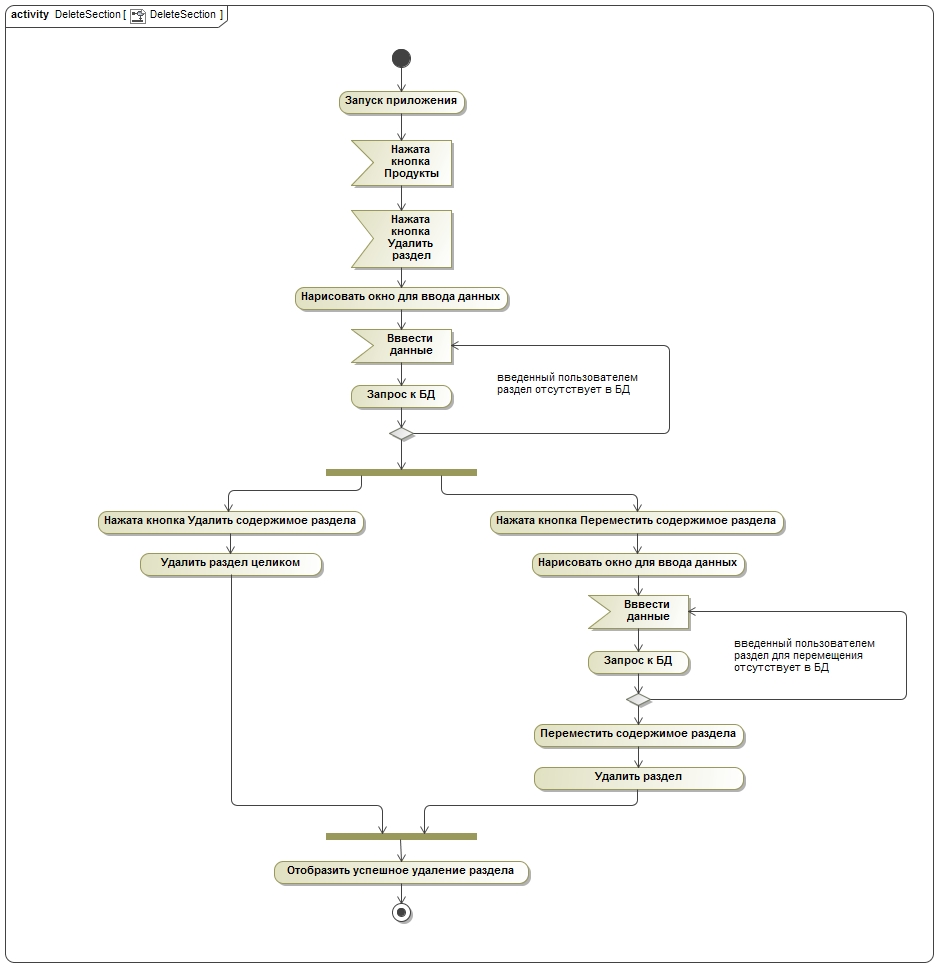 activity DeleteSection [ DeleteSection ]
Запуск приложения
Нажата
кнопка
Продукты
Нажата
кнопка
Удалить
раздел
Нарисовать окно для ввода данных
Вввести
данные
введенный пользователем
раздел отсутствует в БД
Запрос к БД
Нажата кнопка Удалить содержимое раздела
Нажата кнопка Переместить содержимое раздела
Удалить раздел целиком
Нарисовать окно для ввода данных
Вввести
данные
введенный пользователем
раздел для перемещения
отсутствует в БД
Запрос к БД
Переместить содержимое раздела
Удалить раздел
Отобразить успешное удаление раздела